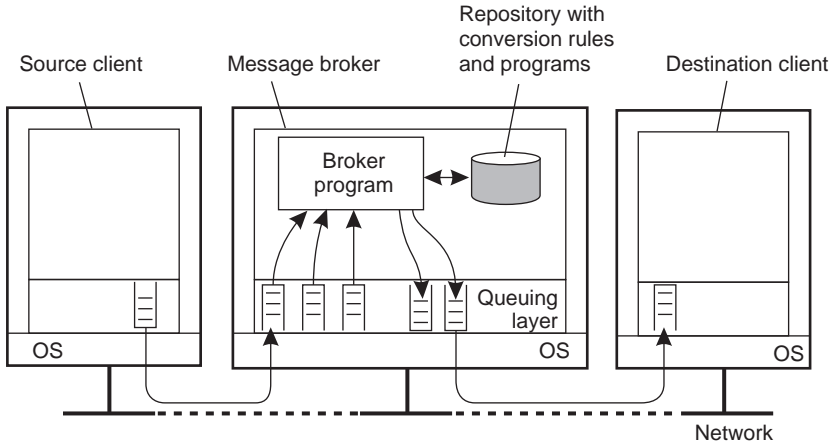 Repository with
conversion rules
and programs
Source client
Message broker
Destination client
Broker
program
Queuing
layer
OS
OS
OS
Network